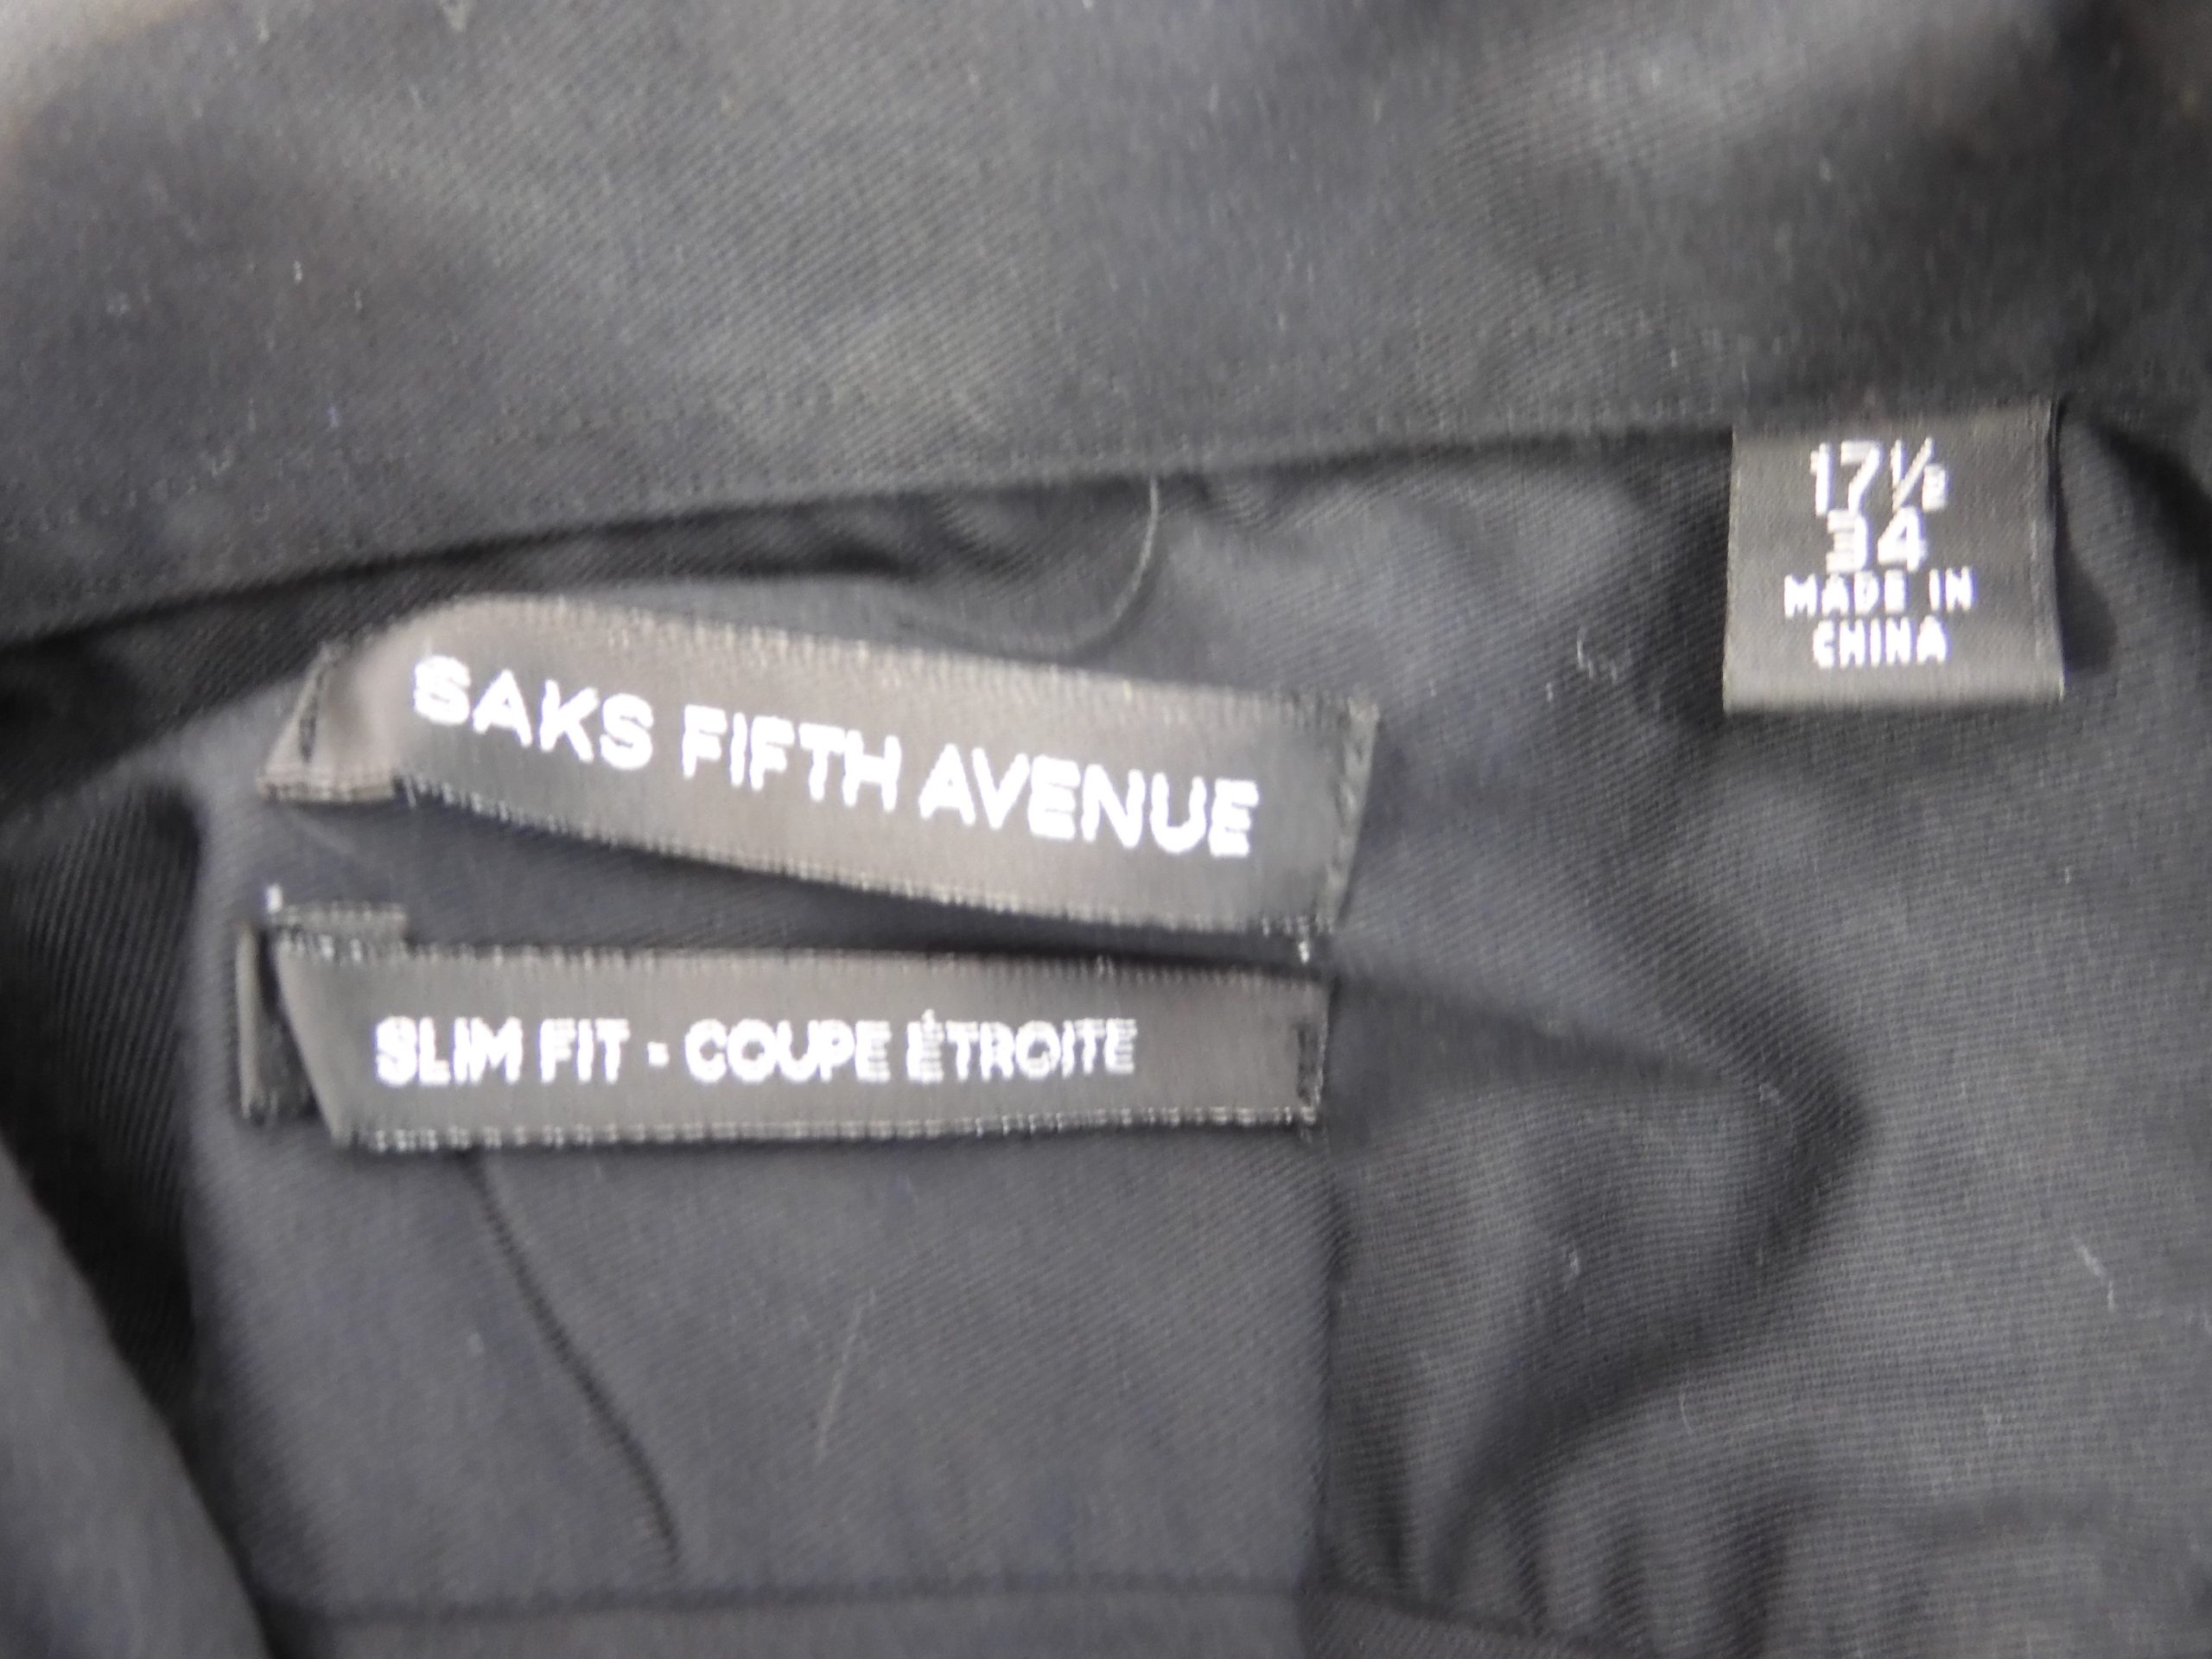 17½
34
MADE IN
CHINA
SAKS FIFTH AVENUE
SLIM FIT - COUPE ÉTROITE